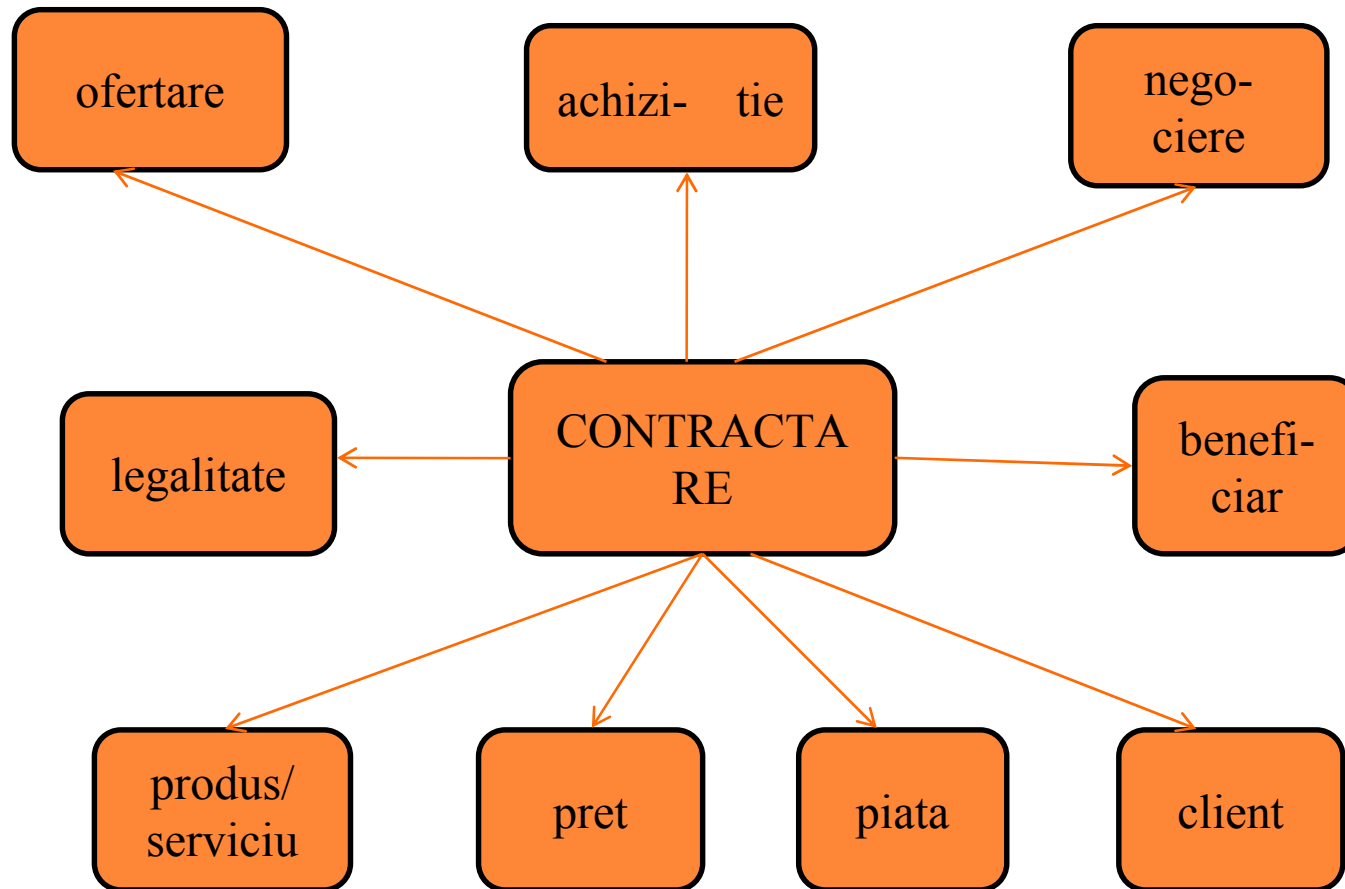 ofertare
achizi- tie
nego-
ciere
legalitate
CONTRACTA
RE
benefi-
ciar
produs/
serviciu
pret
piata
client